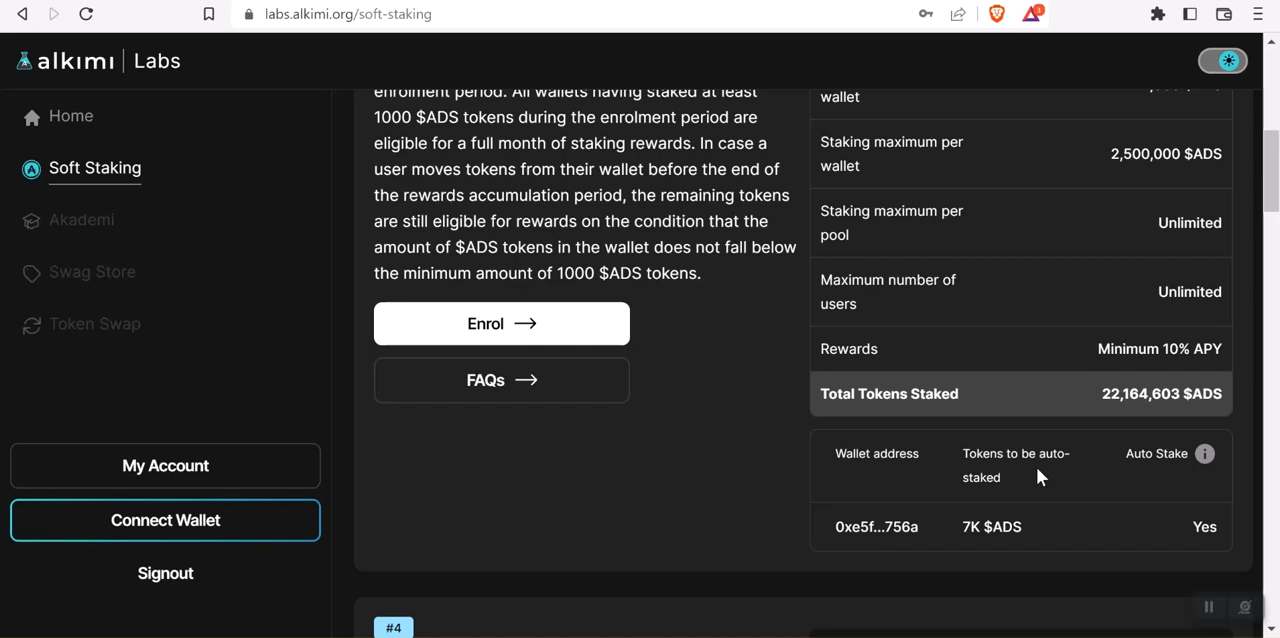 labs.alkimi.org/soft-staking
3
alkimi | Labs
Home
Soft Staking
Akademi
Swag Store
Token Swap
My Account
Connect Wallet
Signout
enrolment period. All wallets having staked at least
1000 $ADS tokens during the enrolment period are
eligible for a full month of staking rewards. In case a
user moves tokens from their wallet before the end of
the rewards accumulation period, the remaining tokens
are still eligible for rewards on the condition that the
amount of $ADS tokens in the wallet does not fall below
the minimum amount of 1000 $ADS tokens.
Enrol
FAQs
wallet
Staking maximum per
wallet
2,500,000 $ADS
Staking maximum per
pool
Unlimited
Maximum number of
users
Unlimited
Rewards
Minimum 10% APY
Total Tokens Staked
22,164,603 $ADS
Wallet address
Tokens to be auto-
staked
Auto Stake
0xe5f...756a
7K $ADS
Yes
#4